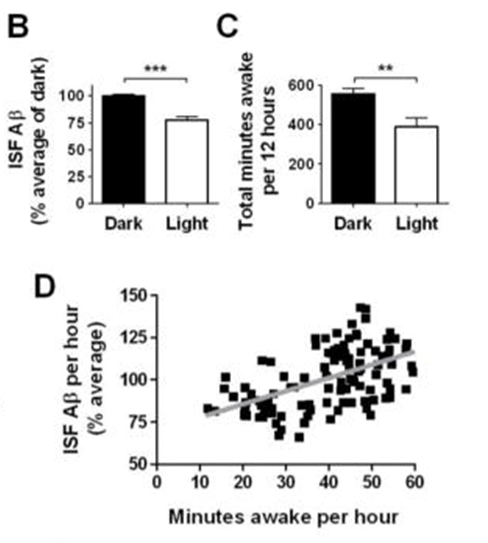 B
ISF Aβ
(% average of dark)
100
75
50
25
0
***
Dark Light
C
Total minutes awake
per 12 hours
600
400
200
0
**
Dark Light
D
ISF Aβ per hour
(% average)
150
125
100
75
50
0 10 20 30 40 50 60
Minutes awake per hour